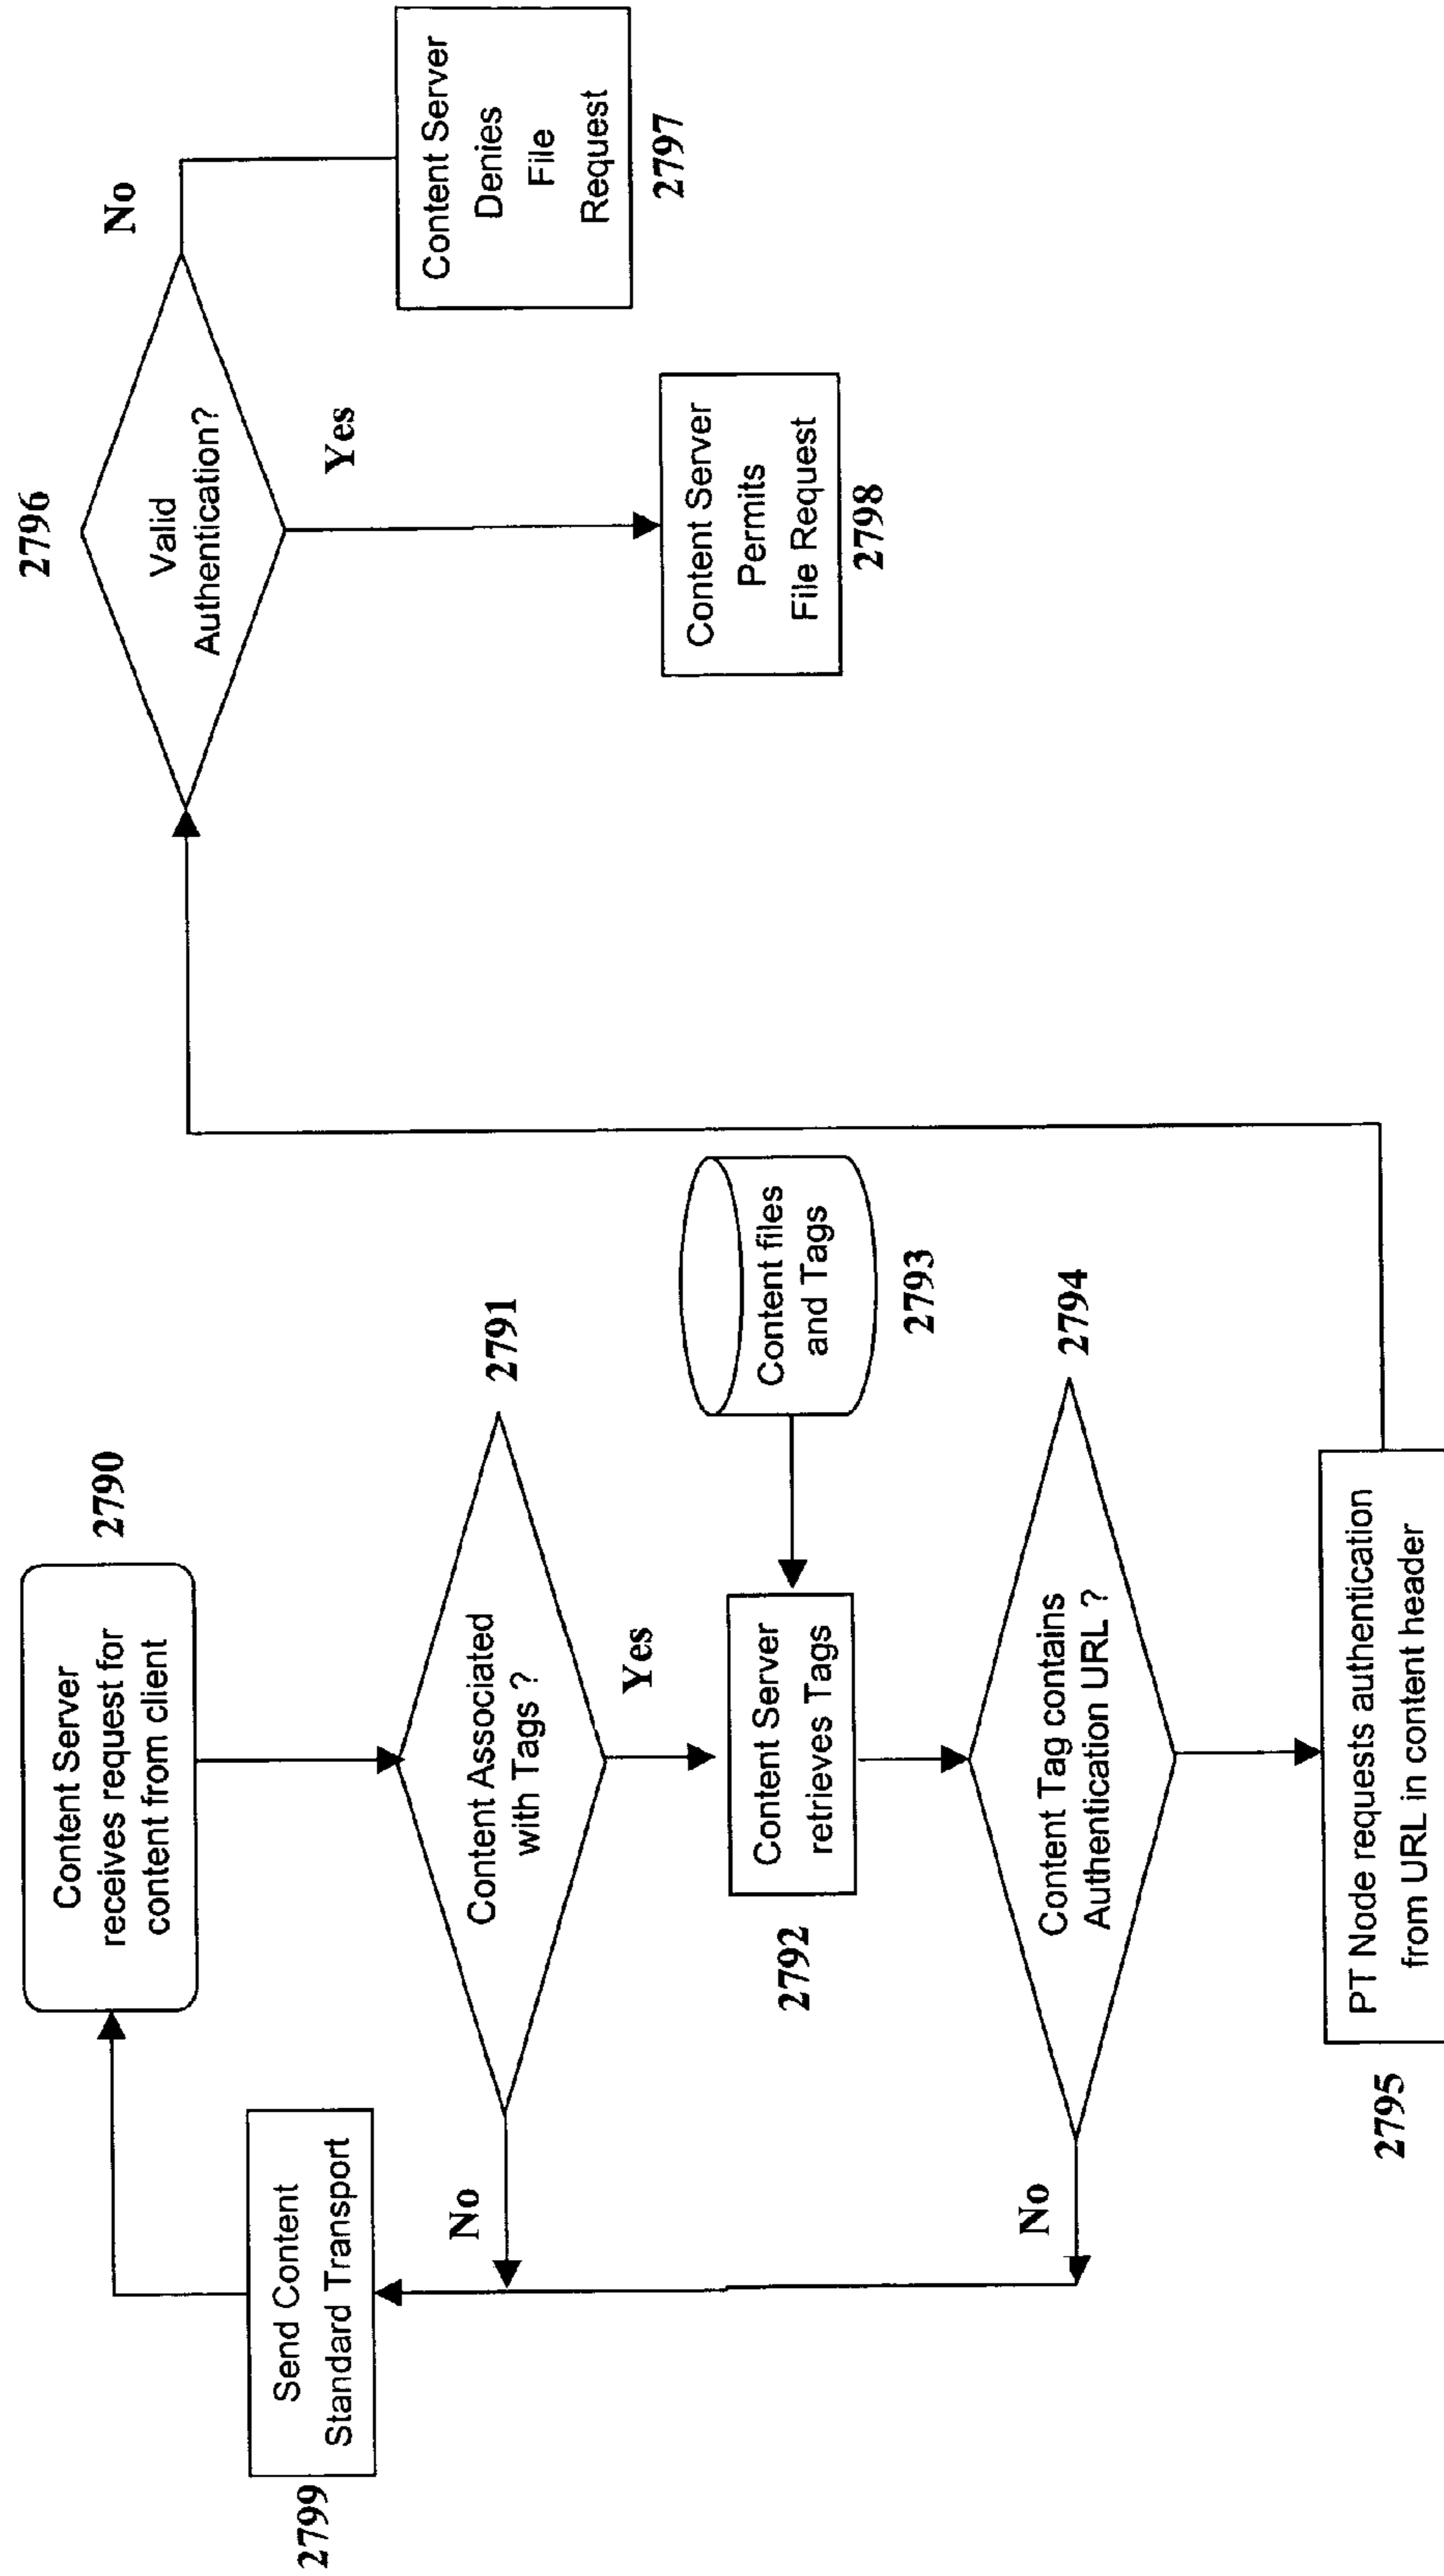 2790
Content Server
receives request for
content from client
Send Content
Standard Transport
2799
Content Associated
with Tags ?
2791
No
Yes
Content Server
retrieves Tags
2792
Content files
and Tags
2793
Content Tag contains
Authentication URL ?
2794
No
PT Node requests authentication
from URL in content header
2795
2796
Valid
Authentication?
No
Yes
Content Server
Denies
File
Request
2797
Content Server
Permits
File Request
2798